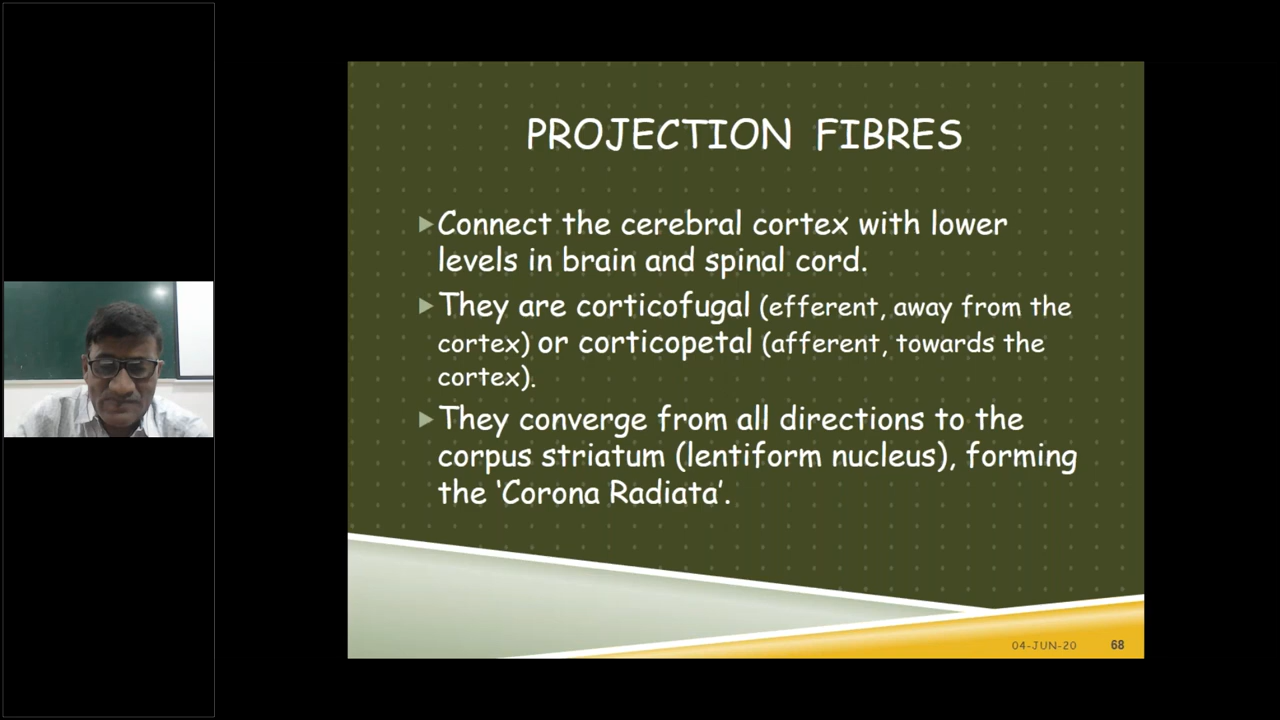 PROJECTION FIBRES
Connect the cerebral cortex with lower
levels in brain and spinal cord.
They are corticofugal (efferent, away from the
cortex) or corticopetal (afferent, towards the
cortex).
They converge from all directions to the
corpus striatum (lentiform nucleus), forming
the ‘Corona Radiata’.
04-JUN-20 68